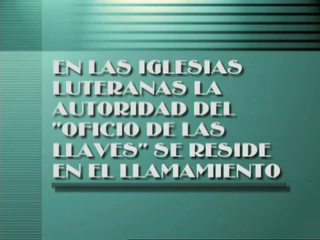 EN LAS IGLESIAS
LUTERANAS LA
AUTORIDAD DEL
"OFICIO DE LAS
LLAVES" SE RESIDE
EN EL LLAMAMIENTO